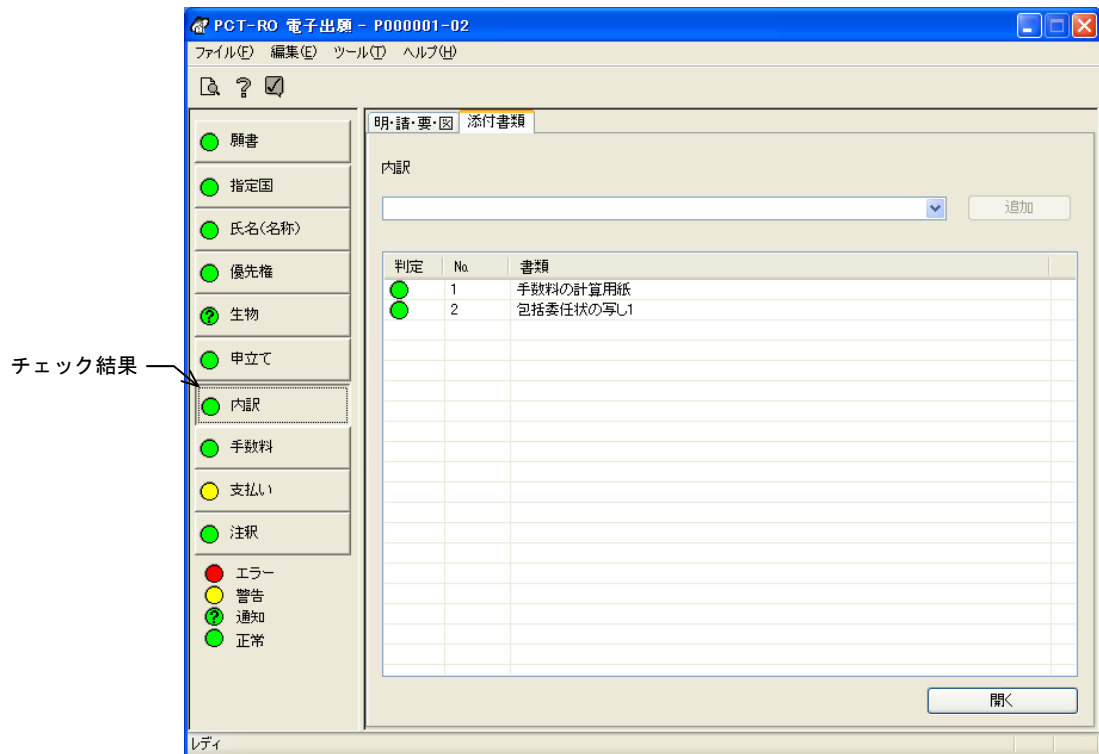 PCT-RO 電子出願 - P000001-02
ファイル(F) 編集(E) ツール(T) ヘルプ(H)
願書
指定国
氏名(名称)
優先権
生物
申立て
チェック結果
内訳
手数料
支払い
注釈
エラー
警告
通知
正常
明・請・要・図 添付書類
内訳
追加
判定 No. 書類
1 手数料の計算用紙
2 包括委任状の写し1
開く
レディ